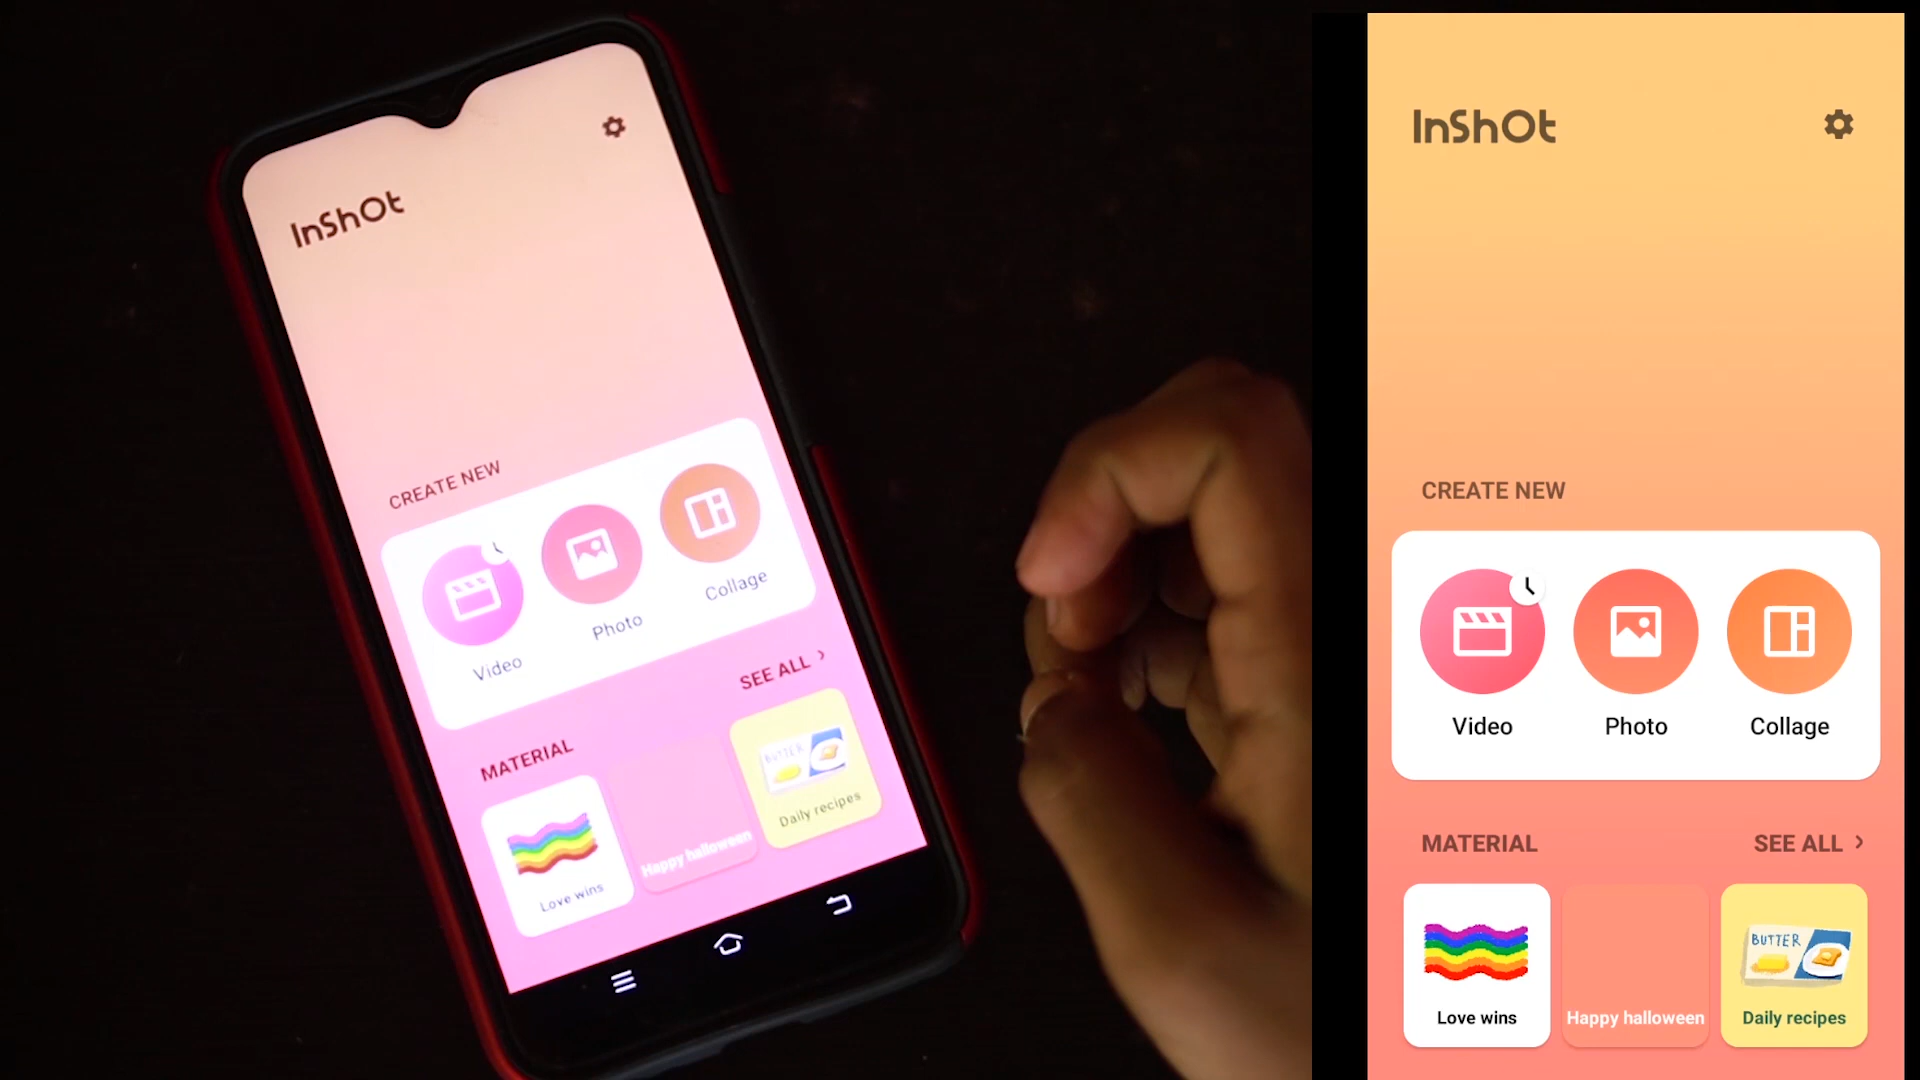 InShOt
CREATE NEW
Video
Photo
Collage
SEE ALL >
MATERIAL
BUTTER
Love wins
Happy halloween
Daily recipes
InShOt
CREATE NEW
Video
Photo
Collage
MATERIAL
SEE ALL >
BUTTER
Love wins
Happy halloween
Daily recipes